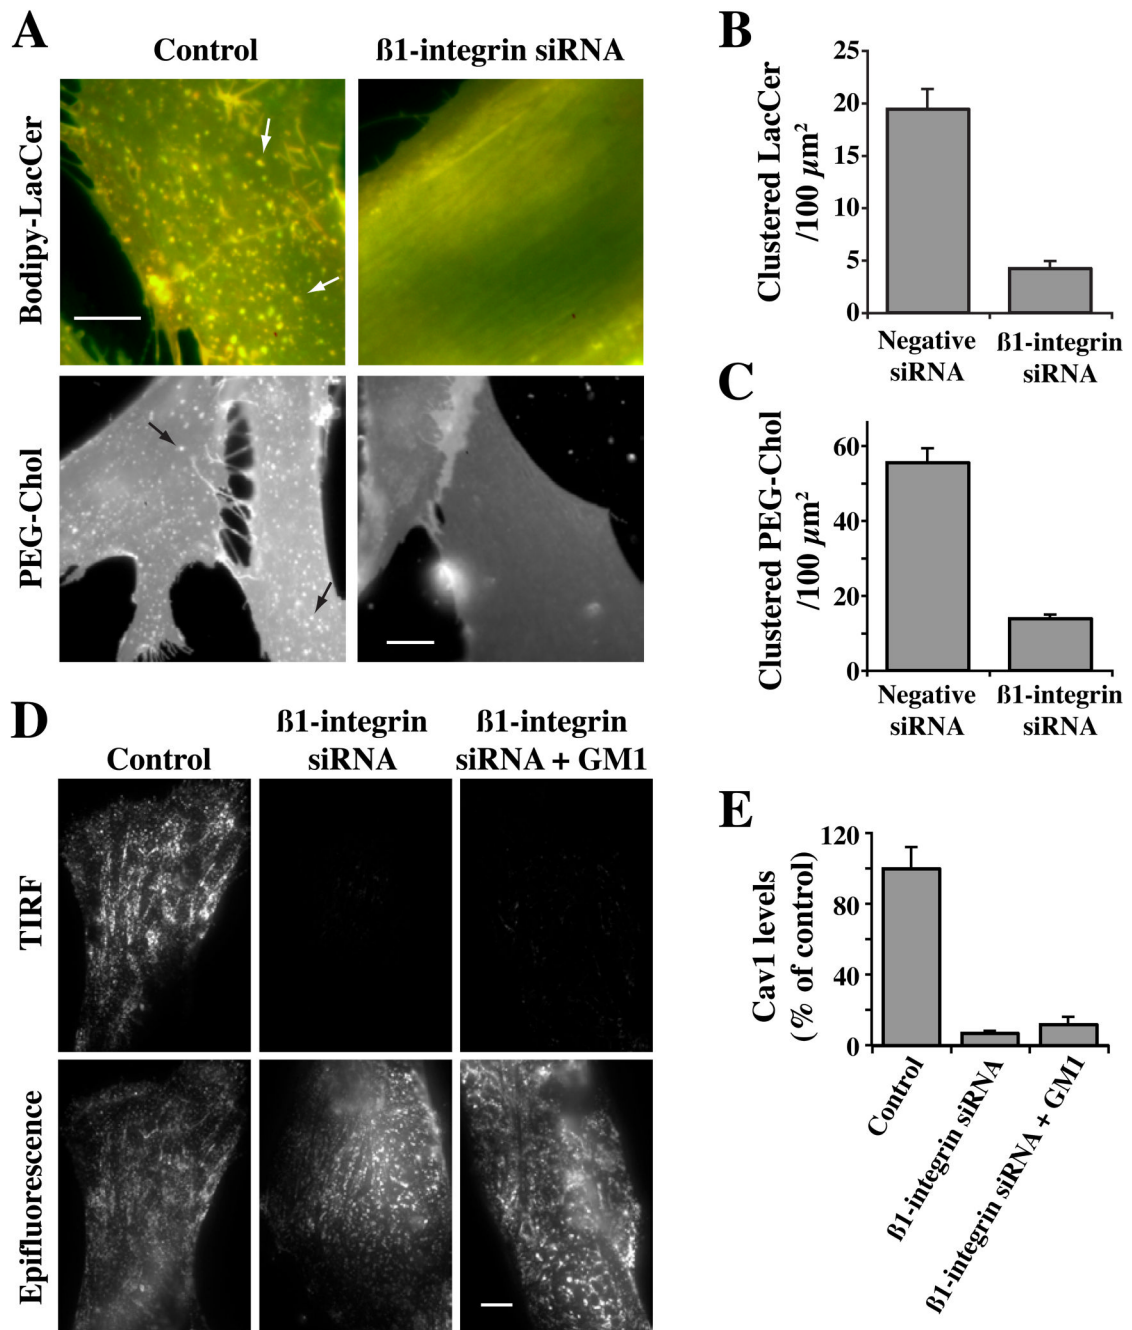 A
Control
ß1-integrin siRNA
Bodipy-LacCer
PEG-Chol
B
Clustered LacCer
/100 µm²
25
20
15
10
5
0
Negative
siRNA
ß1-integrin
siRNA
C
Clustered PEG-Chol
/100 µm²
60
40
20
0
Negative
siRNA
ß1-integrin
siRNA
D
Control
ß1-integrin
siRNA
ß1-integrin
siRNA + GM1
TIRF
Epifluorescence
E
Cav1 levels
(% of control)
120
80
40
0
Control
ß1-integrin siRNA
ß1-integrin siRNA + GM1